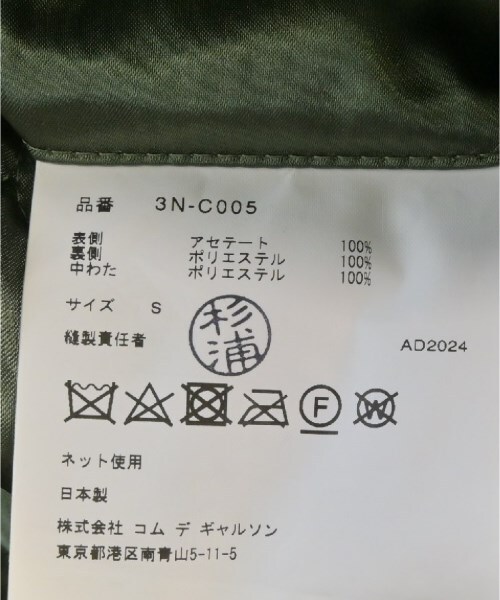 品番 3N-C005
表側 アセテート 100%
裏側 ポリエステル 100%
中わた ポリエステル 100%
サイズ S
縫製責任者 杉浦
AD2024
F W
ネット使用
日本製
株式会社 コム デ ギャルソン
東京都港区南青山5-11-5